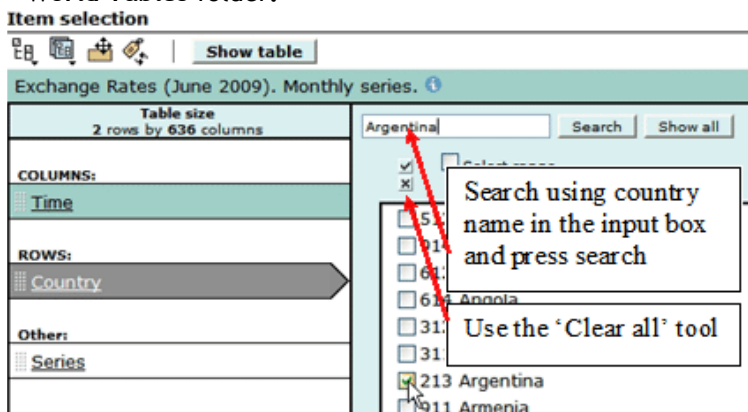 Item selection
Show table
Exchange Rates (June 2009). Monthly series.
Table size
2 rows by 636 columns
Argentina
Search
Show all
COLUMNS:
Time
ROWS:
Country
Other:
Series
Search using country
name in the input box
and press search
614 Angola
Use the ‘Clear all’ tool
213 Argentina
911 Armenia